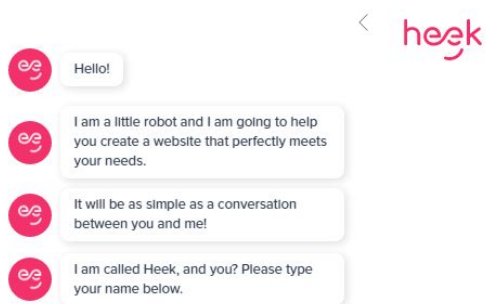 heek
Hello!
I am a little robot and I am going to help
you create a website that perfectly meets
your needs.
It will be as simple as a conversation
between you and me!
I am called Heek, and you? Please type
your name below.